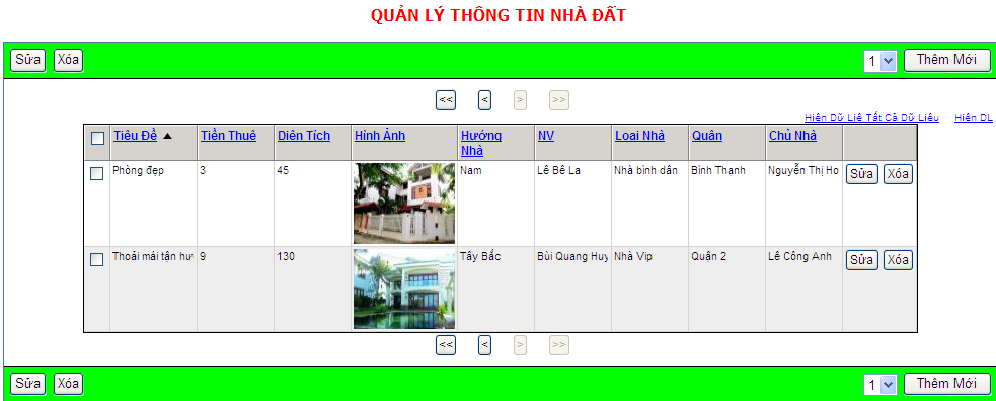 QUẢN LÝ THÔNG TIN NHÀ ĐẤT
Sửa Xóa 1 Thêm Mới
<< < > >>
Hiện Dữ Liệ Tất Cả Dữ Liệu Hiện DL
Tiêu Đề Tiền Thuê Diện Tích Hình Ảnh Hướng Nhà NV Loại Nhà Quận Chủ Nhà
Phòng đẹp 3 45 Nam Lê Bê La Nhà bình dân Bình Thạnh Nguyễn Thị Ho Sửa Xóa
Thoải mái tận hưn 9 130 Tây Bắc Bùi Quang Huy Nhà Vip Quận 2 Lê Công Anh Sửa Xóa
<< < > >>
Sửa Xóa 1 Thêm Mới